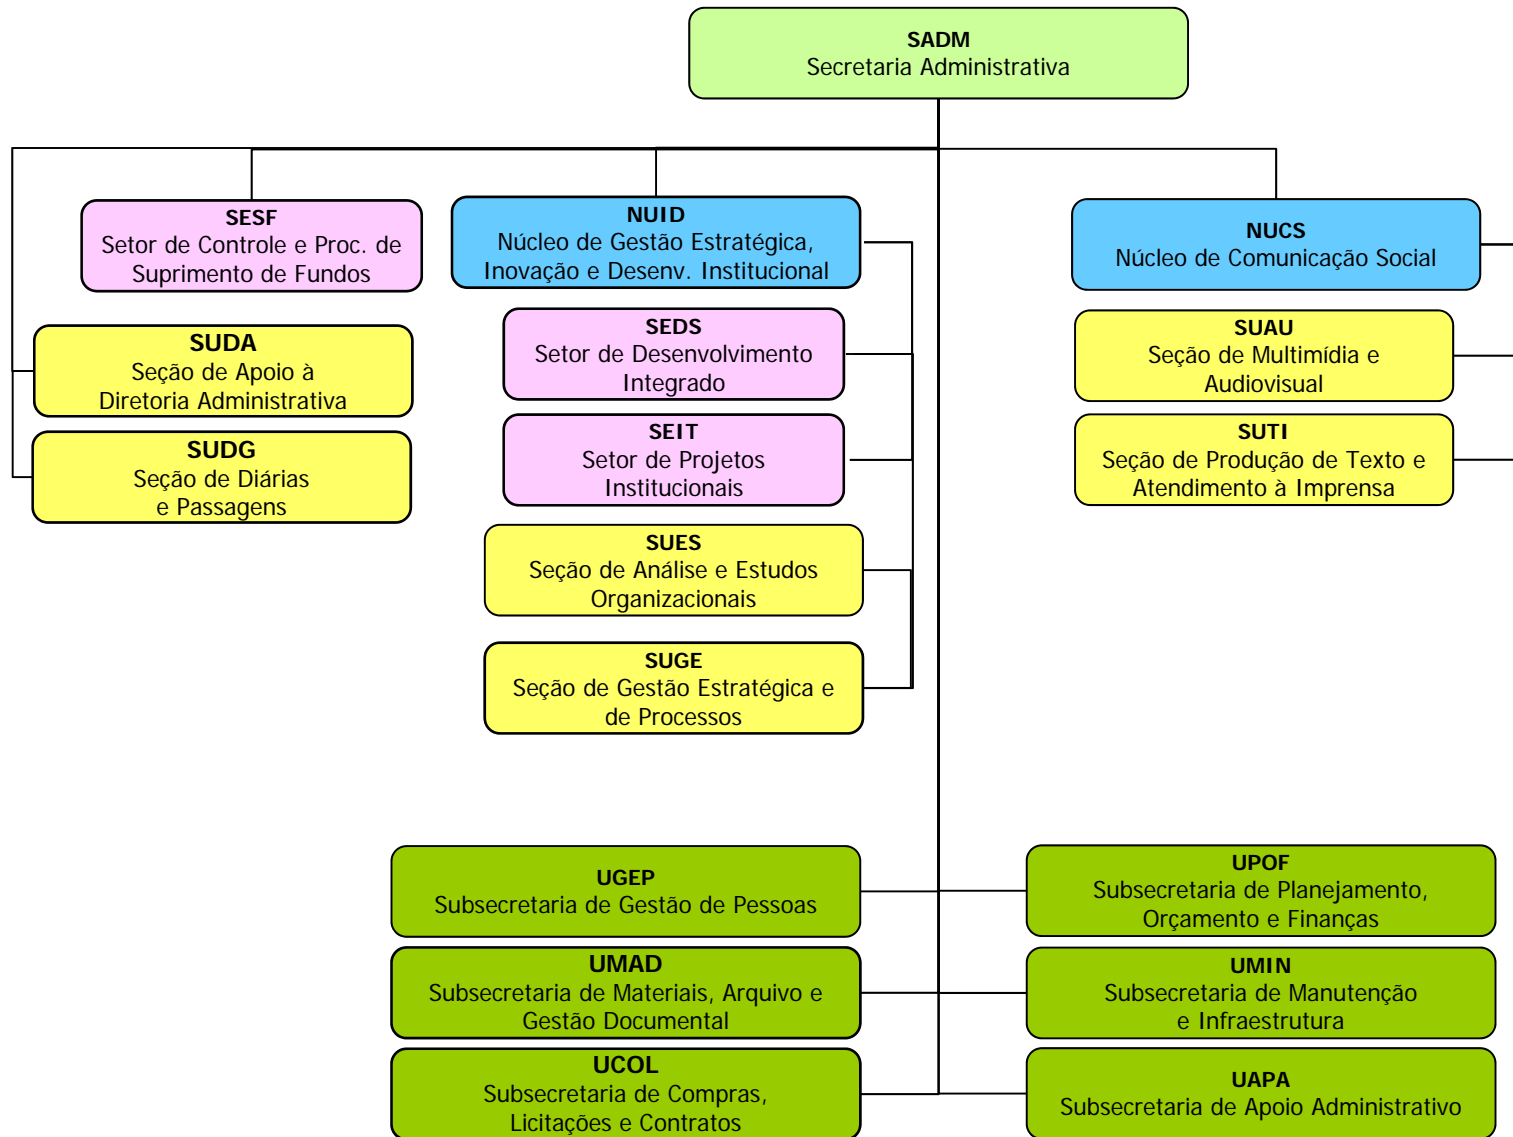 SADM
Secretaria Administrativa
SESF
Setor de Controle e Proc. de
Suprimento de Fundos
SUDA
Seção de Apoio à
Diretoria Administrativa
SUDG
Seção de Diárias
e Passagens
NUID
Núcleo de Gestão Estratégica,
Inovação e Desenv. Institucional
SEDS
Setor de Desenvolvimento
Integrado
SEIT
Setor de Projetos
Institucionais
SUES
Seção de Análise e Estudos
Organizacionais
SUGE
Seção de Gestão Estratégica e
de Processos
NUCS
Núcleo de Comunicação Social
SUAU
Seção de Multimídia e
Audiovisual
SUTI
Seção de Produção de Texto e
Atendimento à Imprensa
UGEP
Subsecretaria de Gestão de Pessoas
UMAD
Subsecretaria de Materiais, Arquivo e
Gestão Documental
UCOL
Subsecretaria de Compras,
Licitações e Contratos
UPOF
Subsecretaria de Planejamento,
Orçamento e Finanças
UMIN
Subsecretaria de Manutenção
e Infraestrutura
UAPA
Subsecretaria de Apoio Administrativo